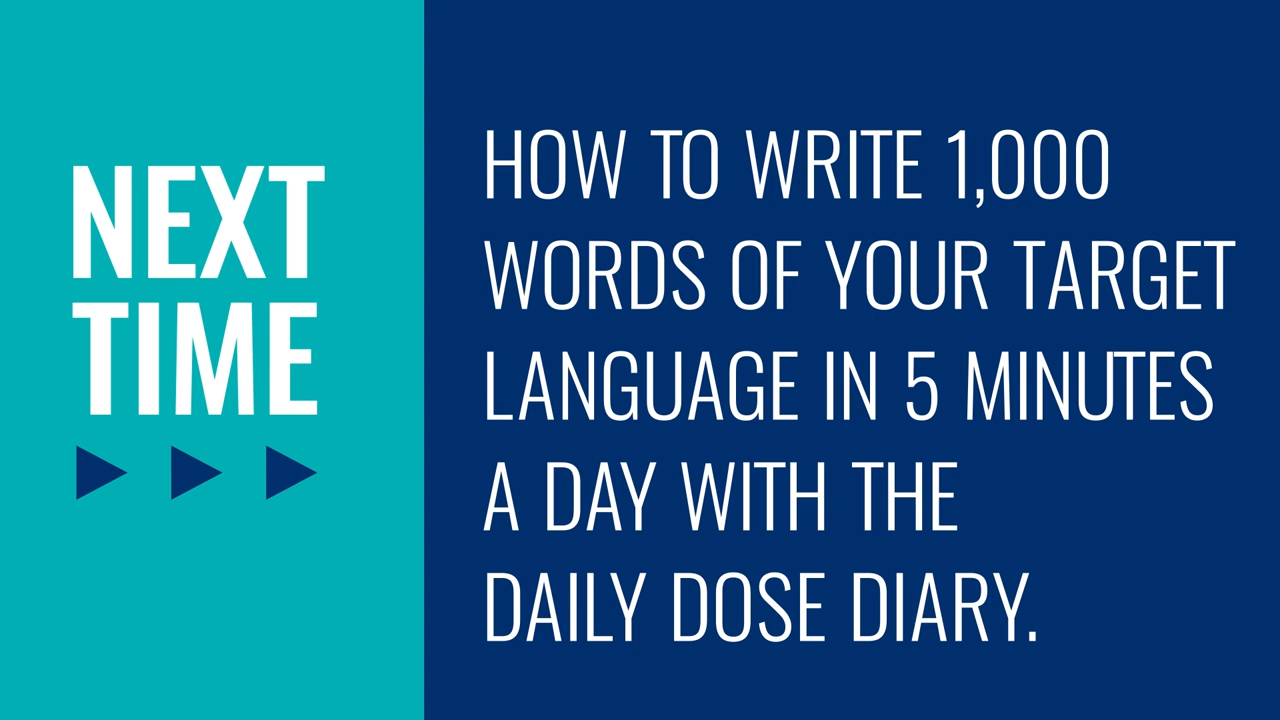 NEXT
TIME
HOW TO WRITE 1,000
WORDS OF YOUR TARGET
LANGUAGE IN 5 MINUTES
A DAY WITH THE
DAILY DOSE DIARY.